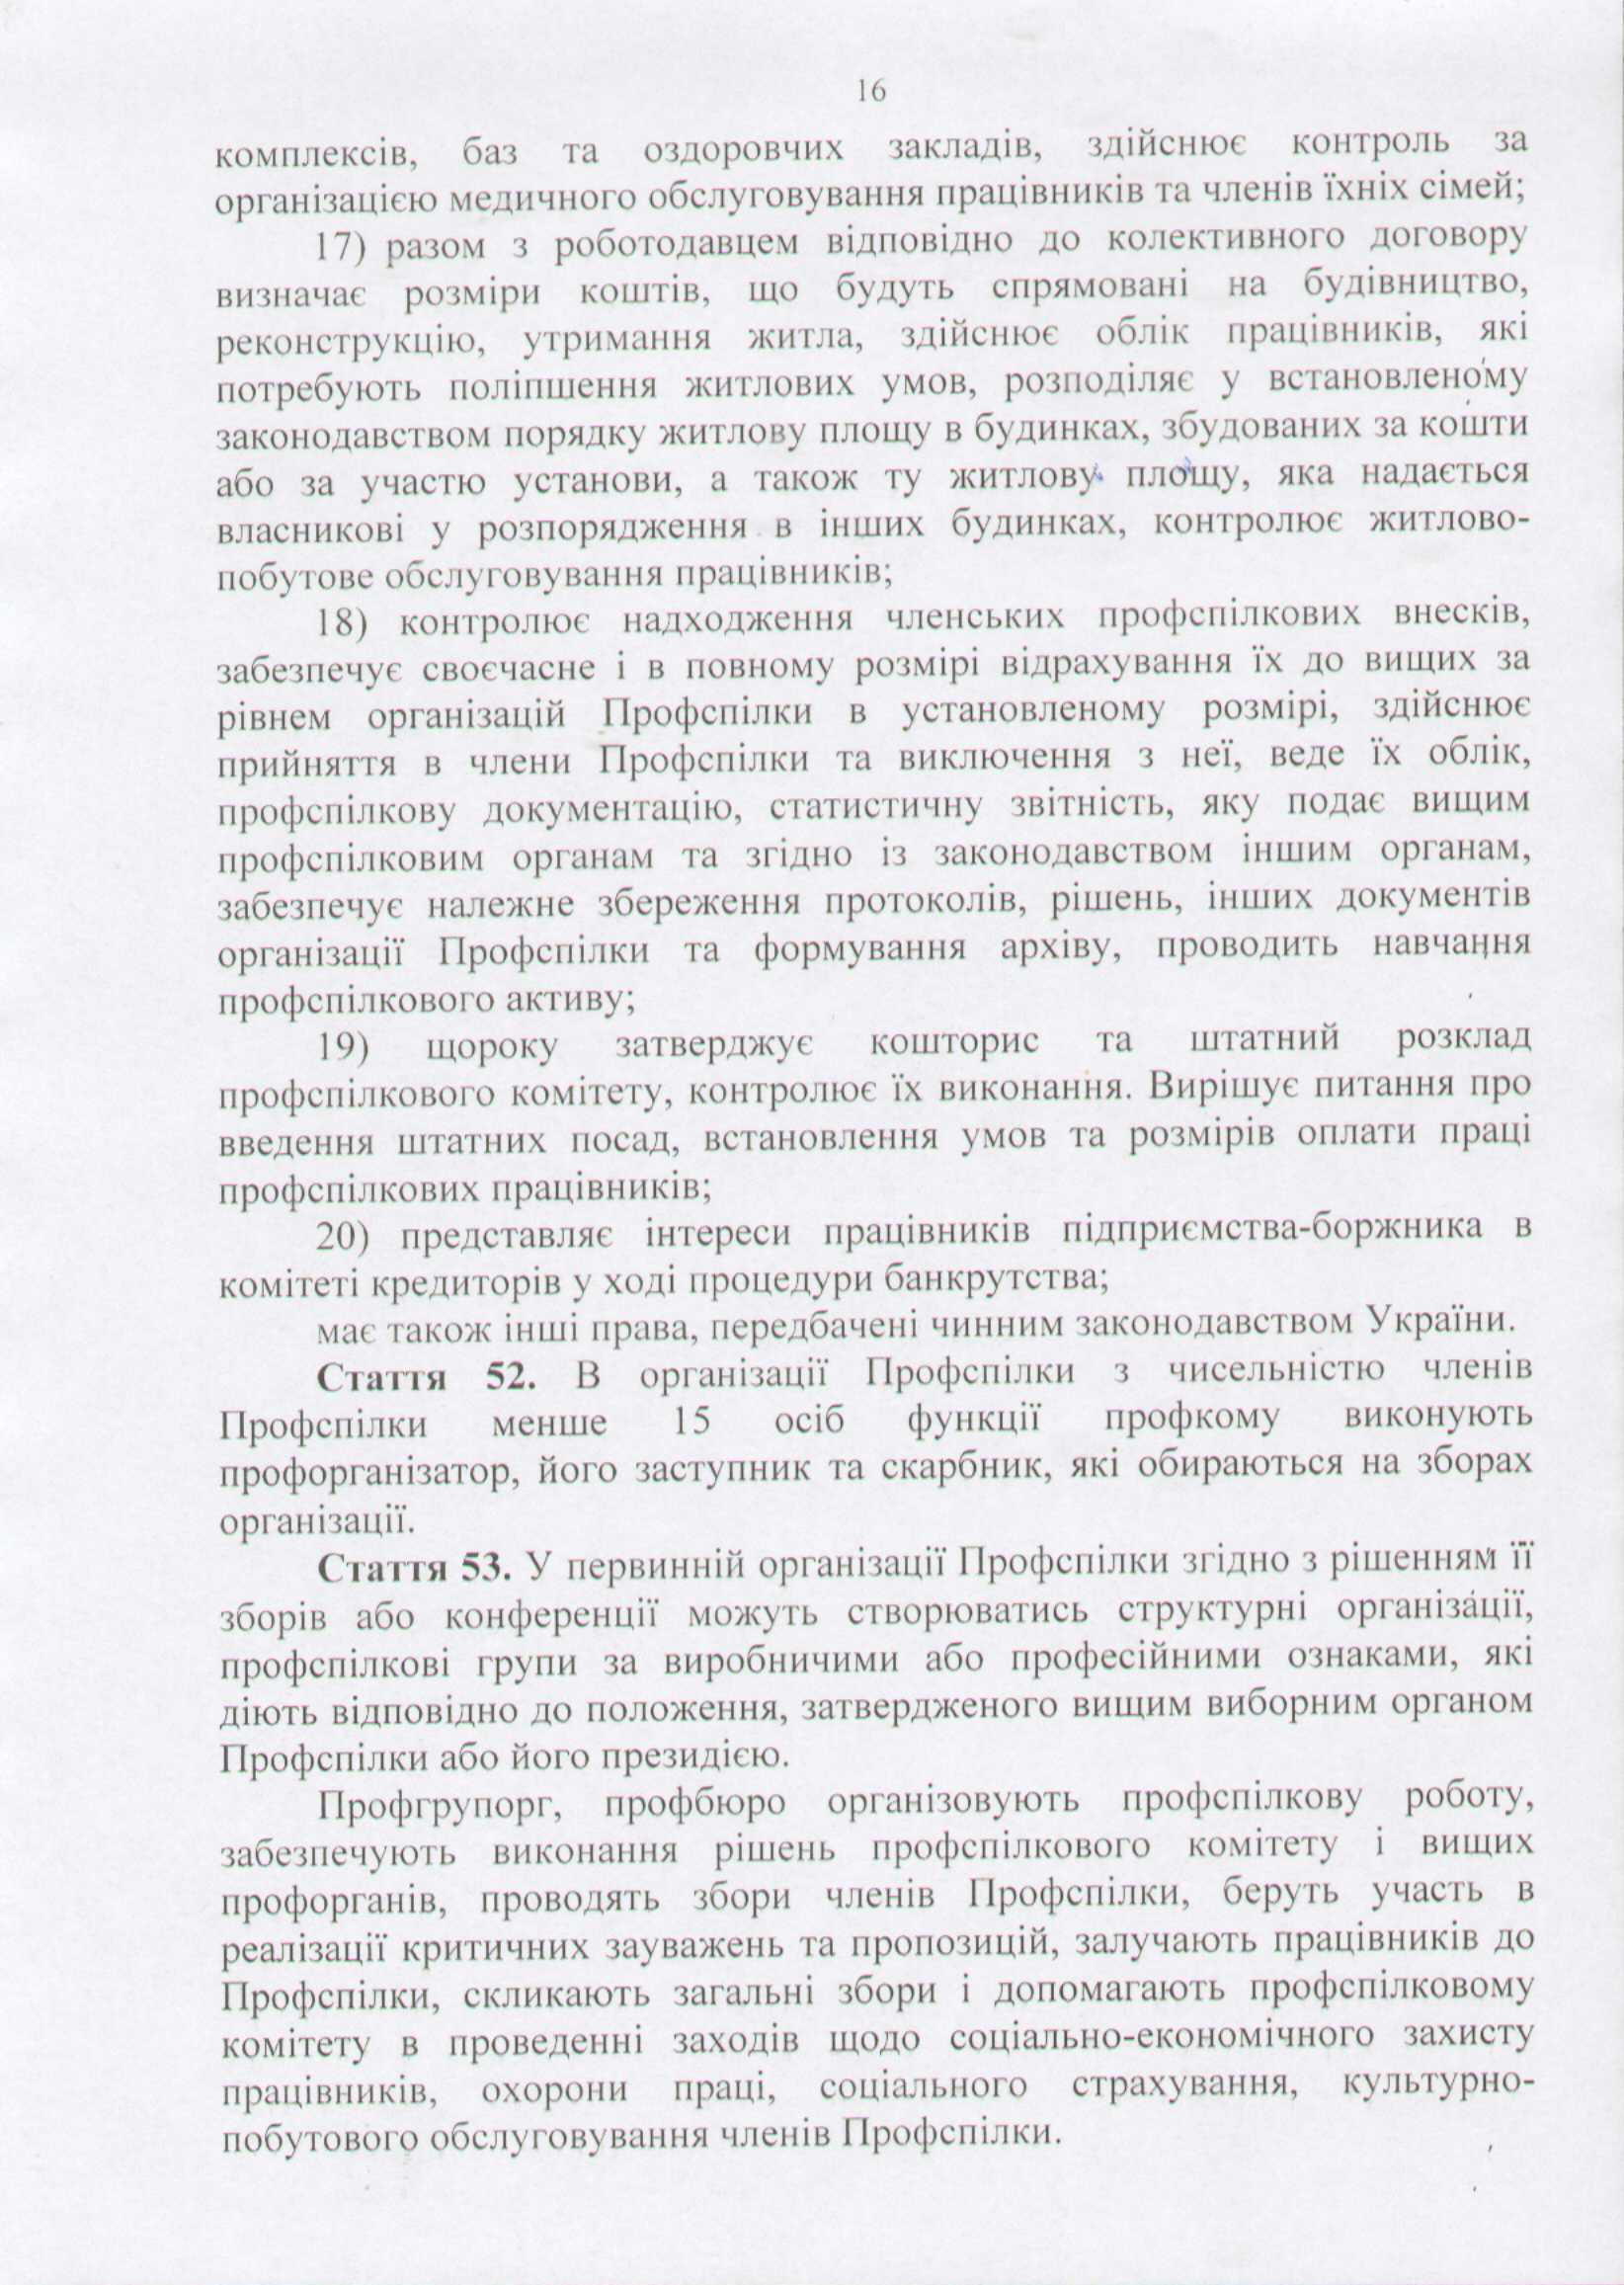 16
комплексів, баз та оздоровчих закладів, здійснює контроль за
організацією медичного обслуговування працівників та членів їхніх сімей;
17) разом з роботодавцем відповідно до колективного договору
визначає розміри коштів, що будуть спрямовані на будівництво,
реконструкцію, утримання житла, здійснює облік працівників, які
потребують поліпшення житлових умов, розподіляє у встановленому
законодавством порядку житлову площу в будинках, збудованих за кошти
або за участю установи, а також ту житлову площу, яка надається
власникові у розпорядження в інших будинках, контролює житлово-
побутове обслуговування працівників;
18) контролює надходження членських профспілкових внесків,
забезпечує своєчасне і в повному розмірі відрахування їх до вищих за
рівнем організацій Профспілки в установленому розмірі, здійснює
прийняття в члени Профспілки та виключення з неї, веде їх облік,
профспілкову документацію, статистичну звітність, яку подає вищим
профспілковим органам та згідно із законодавством іншим органам,
забезпечує належне збереження протоколів, рішень, інших документів
організації Профспілки та формування архіву, проводить навчання
профспілкового активу;
19) щороку затверджує кошторис та штатний розклад
профспілкового комітету, контролює їх виконання. Вирішує питання про
введення штатних посад, встановлення умов та розмірів оплати праці
профспілкових працівників;
20) представляє інтереси працівників підприємства-боржника в
комітеті кредиторів у ході процедури банкрутства;
має також інші права, передбачені чинним законодавством України.
Стаття 52. В організації Профспілки з чисельністю членів
Профспілки менше 15 осіб функції профкому виконують
профорганізатор, його заступник та скарбник, які обираються на зборах
організації.
Стаття 53. У первинній організації Профспілки згідно з рішенням її
зборів або конференції можуть створюватись структурні організації,
профспілкові групи за виробничими або професійними ознаками, які
діють відповідно до положення, затвердженого вищим виборним органом
Профспілки або його президією.
Профгрупорг, профбюро організовують профспілкову роботу,
забезпечують виконання рішень профспілкового комітету і вищих
профорганів, проводять збори членів Профспілки, беруть участь в
реалізації критичних зауважень та пропозицій, залучають працівників до
Профспілки, скликають загальні збори і допомагають профспілковому
комітету в проведенні заходів щодо соціально-економічного захисту
працівників, охорони праці, соціального страхування, культурно-
побутового обслуговування членів Профспілки.